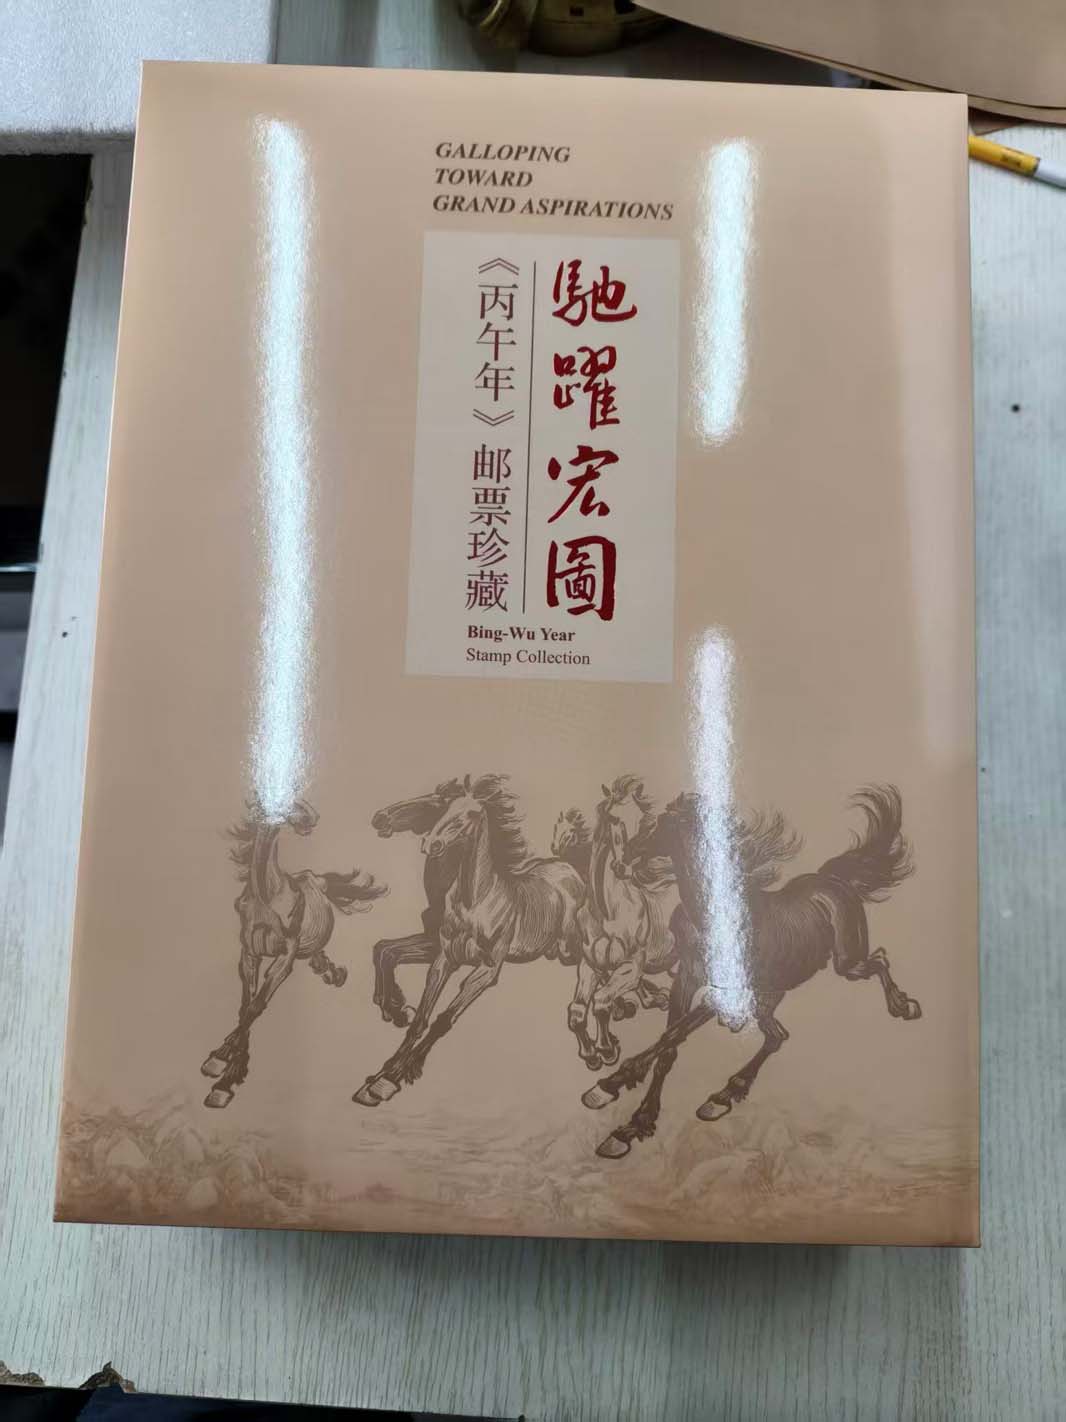 GALLOPING
TOWARD
GRAND ASPIRATIONS
馳躍宏圖
《丙午年》邮票珍藏
Bing-Wu Year
Stamp Collection